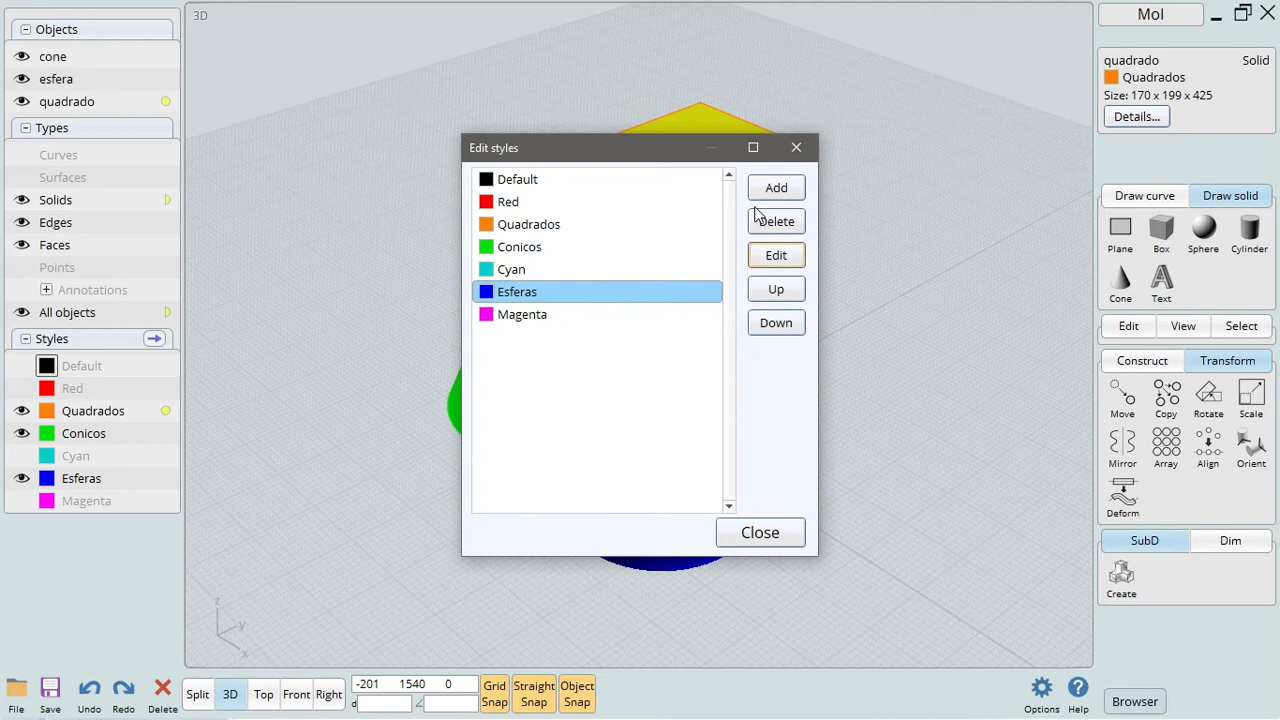 Objects
cone
esfera
quadrado
Types
Curves
Surfaces
Solids
Edges
Faces
Points
Annotations
All objects
Styles
Default
Red
Quadrados
Conicos
Cyan
Esferas
Magenta
3D
Edit styles
Default
Red
Quadrados
Conicos
Cyan
Esferas
Magenta
Add
Delete
Edit
Up
Down
Close
z
y
x
MoI
quadrado Solid
Quadrados
Size: 170 x 199 x 425
Details...
Draw curve Draw solid
Plane Box Sphere Cylinder
Cone Text
Edit View Select
Construct Transform
Move Copy Rotate Scale
Mirror Array Align Orient
Deform
SubD Dim
Create
File Save Undo Redo Delete
Split 3D Top Front Right
-201 1540 0
d
Grid Snap
Straight Snap
Object Snap
Options Help
Browser